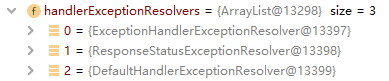 f handlerExceptionResolvers = {ArrayList@13298} size = 3
0 = {ExceptionHandlerExceptionResolver@13397}
1 = {ResponseStatusExceptionResolver@13398}
2 = {DefaultHandlerExceptionResolver@13399}